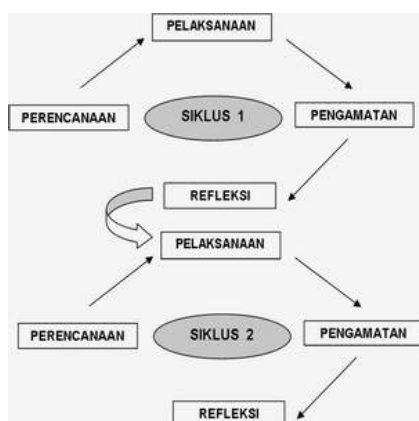 PELAKSANAAN
PERENCANAAN
SIKLUS 1
PENGAMATAN
REFLEKSI
PELAKSANAAN
PERENCANAAN
SIKLUS 2
PENGAMATAN
REFLEKSI